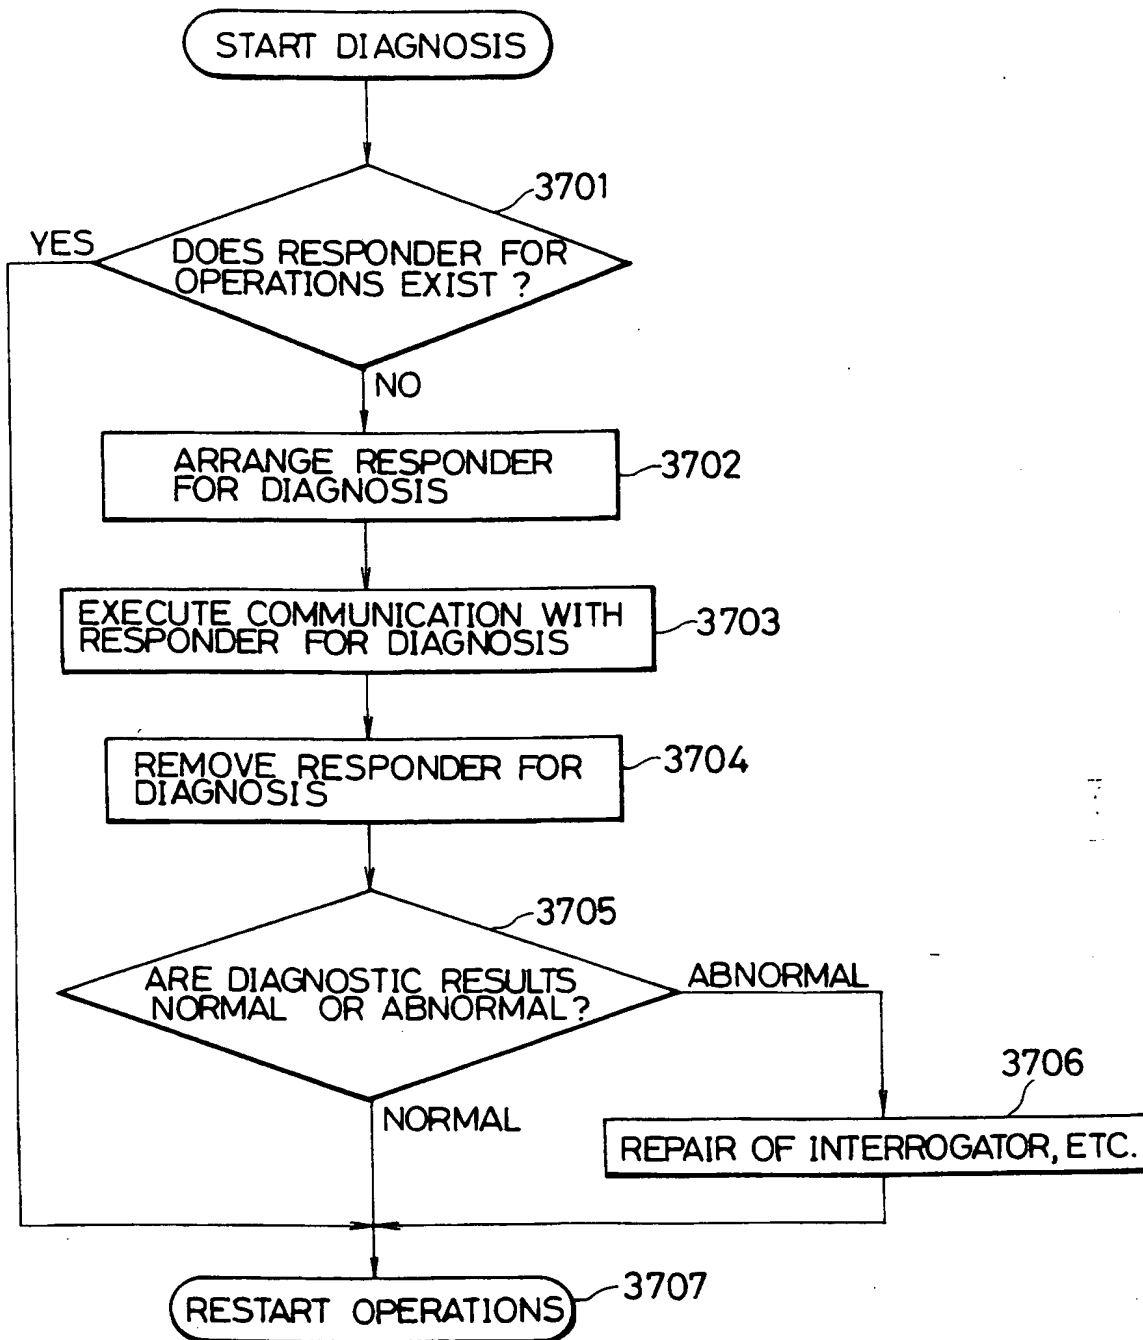 START DIAGNOSIS
3701
YES
DOES RESPONDER FOR
OPERATIONS EXIST ?
NO
ARRANGE RESPONDER
FOR DIAGNOSIS
3702
EXECUTE COMMUNICATION WITH
RESPONDER FOR DIAGNOSIS
3703
REMOVE RESPONDER FOR
DIAGNOSIS
3704
3705
ARE DIAGNOSTIC RESULTS
NORMAL OR ABNORMAL?
ABNORMAL
NORMAL
3706
REPAIR OF INTERROGATOR, ETC.
RESTART OPERATIONS
3707